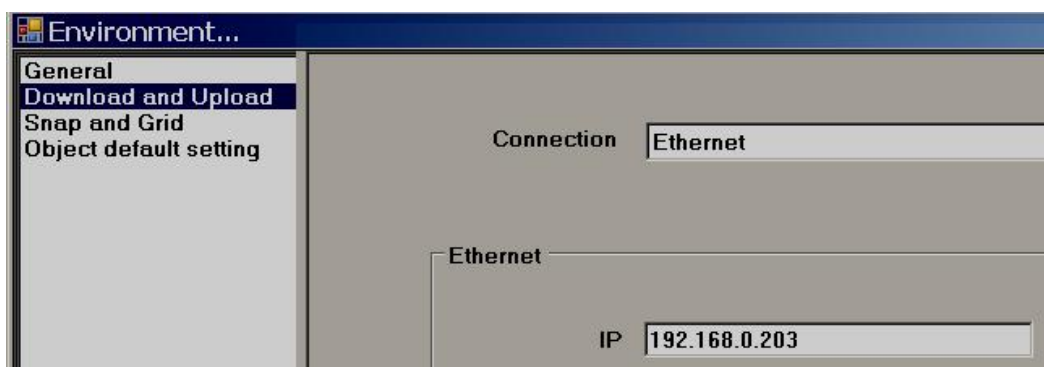 Environment...
General
Download and Upload
Snap and Grid
Object default setting
Connection Ethernet
Ethernet
IP 192.168.0.203